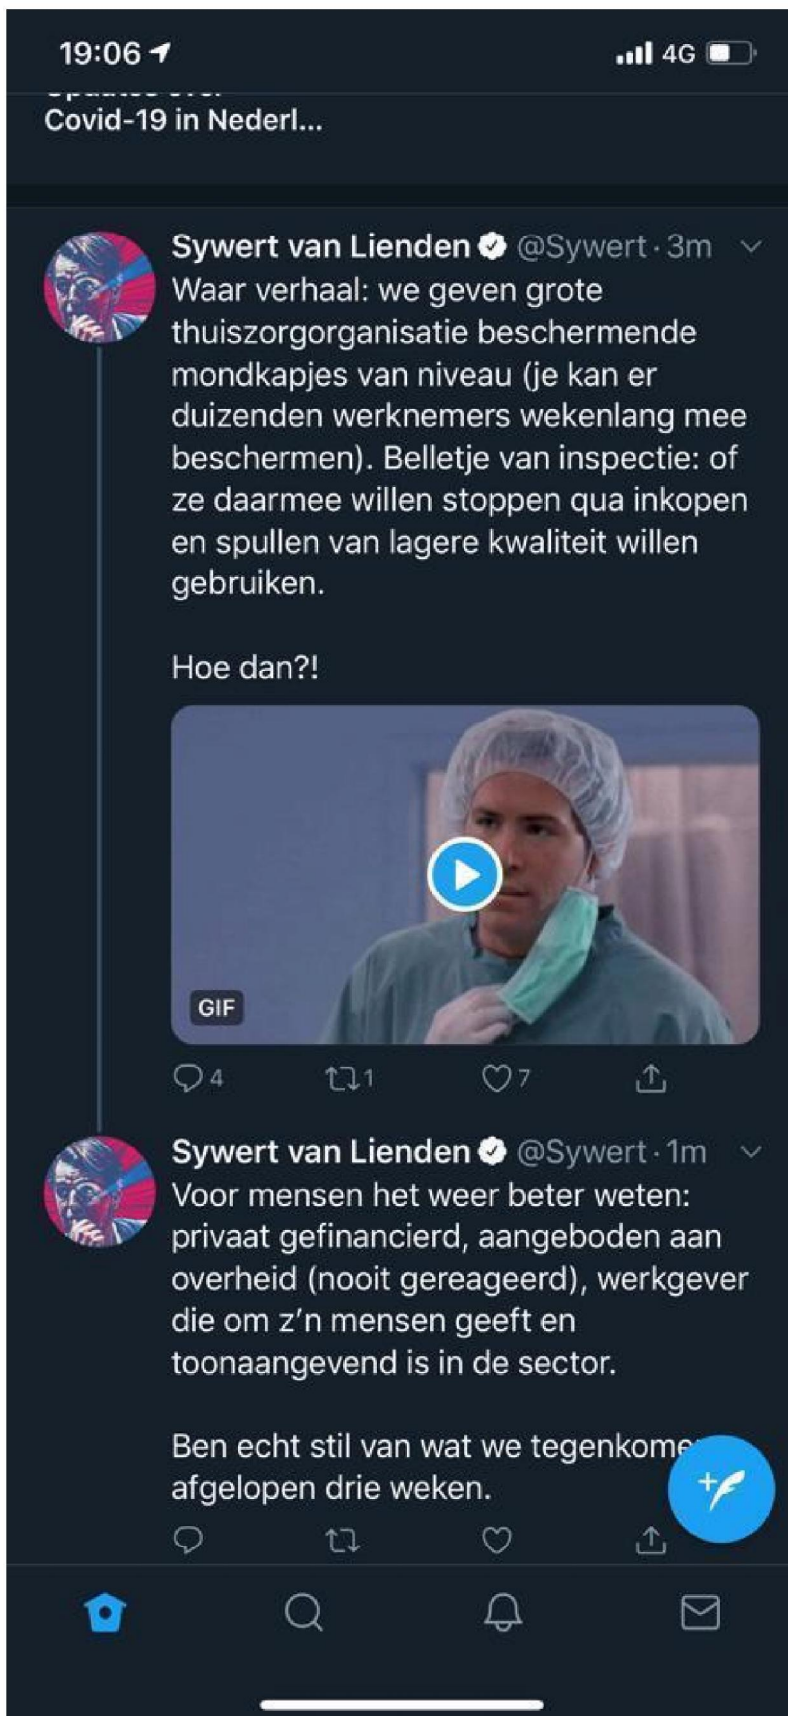 19:06
4G
Covid-19 in Nederl...
Sywert van Lienden @Sywert · 3m
Waar verhaal: we geven grote
thuiszorgorganisatie beschermende
mondkapjes van niveau (je kan er
duizenden werknemers wekenlang mee
beschermen). Belletje van inspectie: of
ze daarmee willen stoppen qua inkopen
en spullen van lagere kwaliteit willen
gebruiken.
Hoe dan?!
GIF
4 1 7
Sywert van Lienden @Sywert · 1m
Voor mensen het weer beter weten:
privaat gefinancierd, aangeboden aan
overheid (nooit gereageerd), werkgever
die om z'n mensen geeft en
toonaangevend is in de sector.
Ben echt stil van wat we tegenkome
afgelopen drie weken.